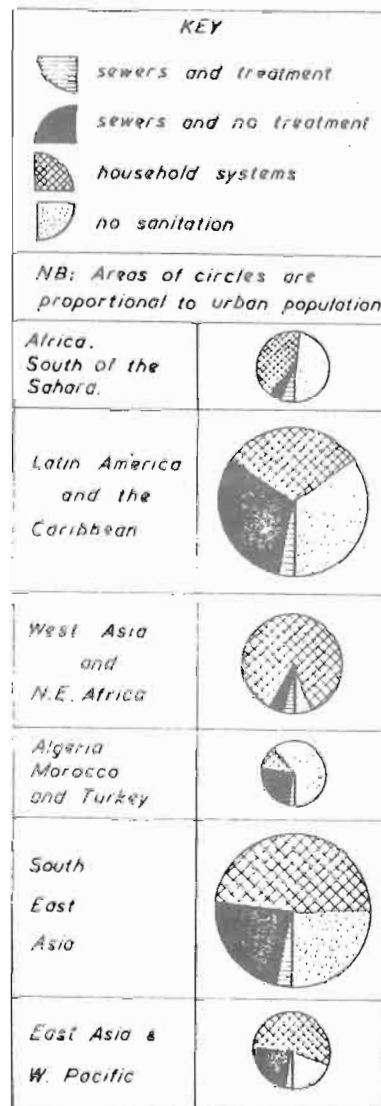 KEY
sewers and treatment
sewers and no treatment
household systems
no sanitation
NB: Areas of circles are
proportional to urban population
Africa,
South of the
Sahara.
Latin America
and the
Caribbean
West Asia
and
N.E. Africa
Algeria
Morocco
and Turkey
South
East
Asia
East Asia &
W. Pacific